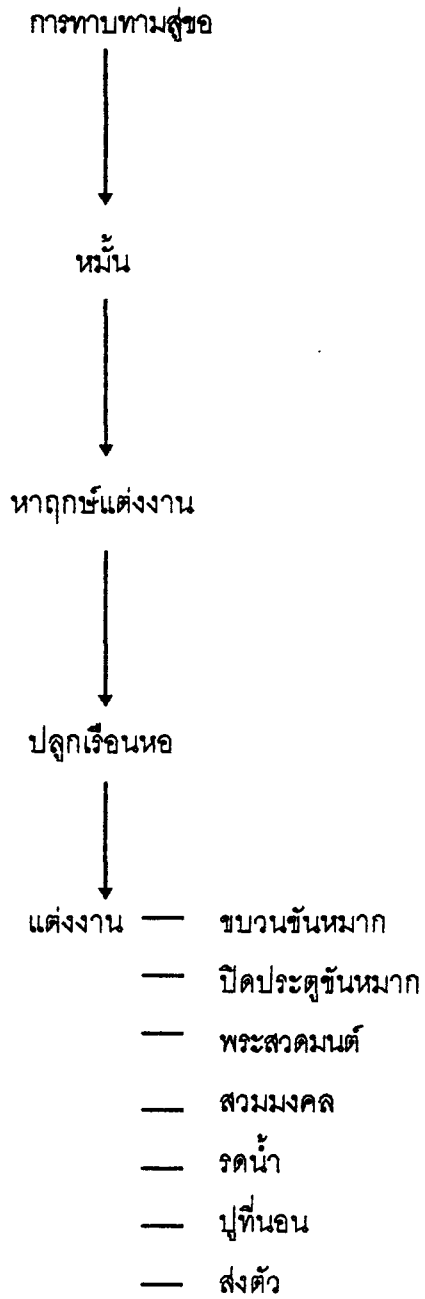 การทาบทามสู่ขอ
หมั้น
หาฤกษ์แต่งงาน
ปลูกเรือนหอ
แต่งงาน — ขบวนขันหมาก
— ปิดประตูขันหมาก
— พระสวดมนต์
— สวมมงคล
— รดน้ำ
— ปูที่นอน
— ส่งตัว